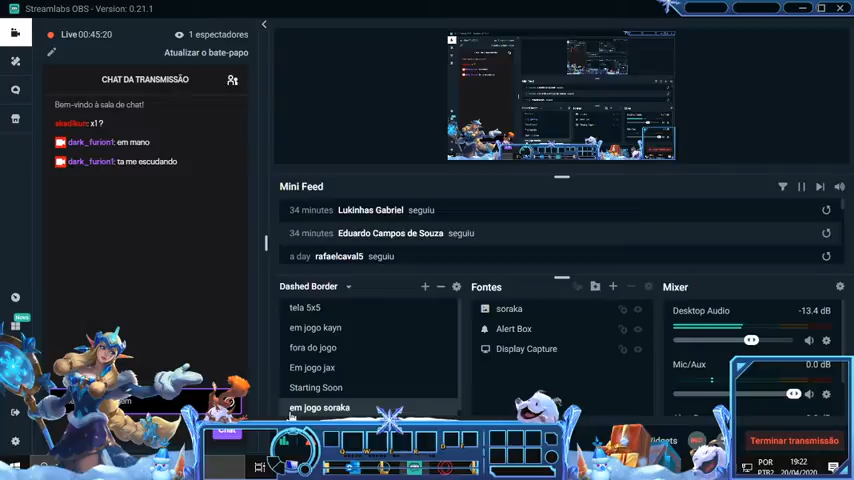 Streamlabs OBS - Version: 0.21.1
Live 00:45:20
1 espectadores
Atualizar o bate-papo
CHAT DA TRANSMISSÃO
Bem-vindo à sala de chat!
x1?
dark_furion1: em mano
dark_furion1: ta me escudando
Novo
Chat
Mini Feed
34 minutes Lukinhas Gabriel seguiu
34 minutes Eduardo Campos de Souza seguiu
a day rafaelcaval5 seguiu
Dashed Border
tela 5x5
em jogo kayn
fora do jogo
Em jogo jax
Starting Soon
em jogo soraka
Fontes
soraka
Alert Box
Display Capture
Mixer
Desktop Audio -13.4 dB
Mic/Aux 0.0 dB
REC
Terminar transmissão
POR
PTB2
19:22
20/04/2020